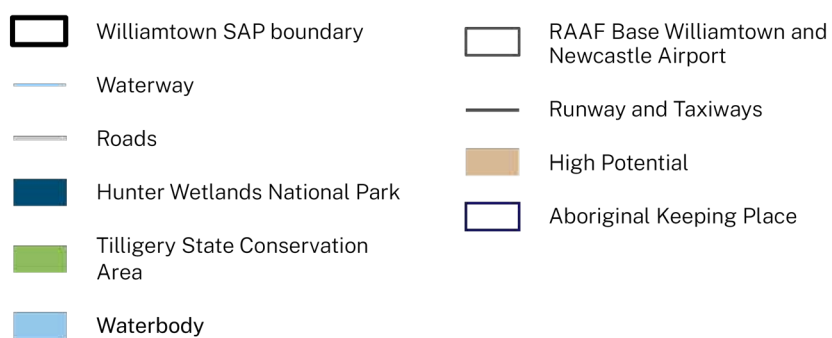 Williamtown SAP boundary
Waterway
Roads
Hunter Wetlands National Park
Tilligery State Conservation
Area
Waterbody
RAAF Base Williamtown and
Newcastle Airport
Runway and Taxiways
High Potential
Aboriginal Keeping Place